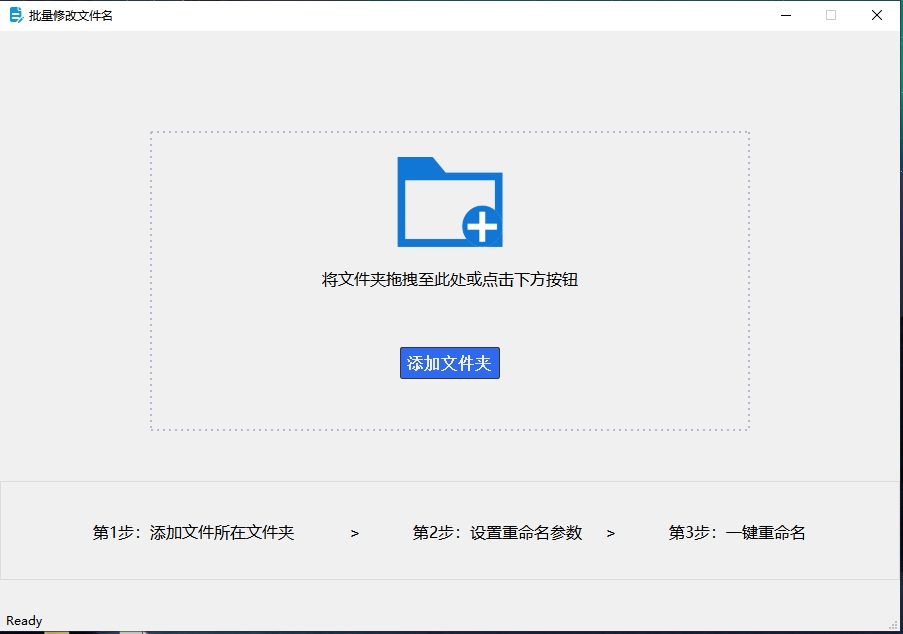 批量修改文件名
将文件夹拖拽至此处或点击下方按钮
添加文件夹
第1步：添加文件所在文件夹 > 第2步：设置重命名参数 > 第3步：一键重命名
Ready